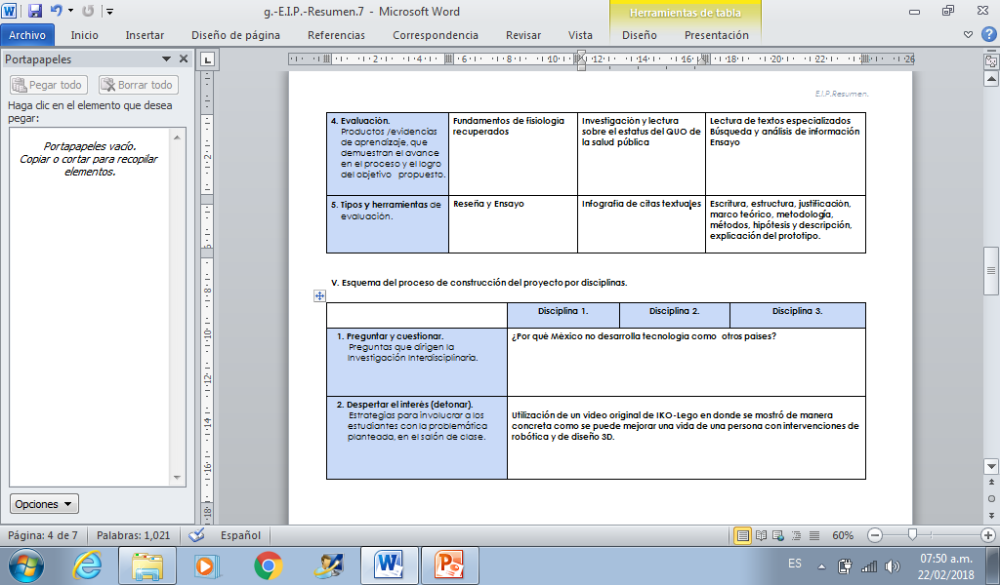 g.-E.I.P.-Resumen.7 - Microsoft Word
Herramientas de tabla
Archivo
Inicio
Insertar
Diseño de página
Referencias
Correspondencia
Revisar
Vista
Diseño
Presentación
Portapapeles
Pegar todo
Borrar todo
Haga clic en el elemento que desea
pegar:
Portapapeles vacío.
Copiar o cortar para recopilar
elementos.
Opciones
E.I.P.Resumen.
4. Evaluación.
Productos /evidencias
de aprendizaje, que
demuestran el avance
en el proceso y el logro
del objetivo propuesto.
Fundamentos de fisiología
recuperados
Investigación y lectura
sobre el estatus del QUO de
la salud pública
Lectura de textos especializados
Búsqueda y análisis de información
Ensayo
5. Tipos y herramientas de
evaluación.
Reseña y Ensayo
Infografía de citas textuales
Escritura, estructura, justificación,
marco teórico, metodología,
métodos, hipótesis y descripción,
explicación del prototipo.
V. Esquema del proceso de construcción del proyecto por disciplinas.
Disciplina 1.
Disciplina 2.
Disciplina 3.
1. Preguntar y cuestionar.
Preguntas que dirigen la
Investigación Interdisciplinaria.
¿Por qué México no desarrolla tecnología como otros países?
2. Despertar el interés (detonar).
Estrategias para involucrar a los
estudiantes con la problemática
planteada, en el salón de clase.
Utilización de un video original de IKO-Lego en donde se mostró de manera
concreta como se puede mejorar una vida de una persona con intervenciones de
robótica y de diseño 3D.
Página: 4 de 7
Palabras: 1,021
Español
60%
ES
07:50 a.m.
22/02/2018